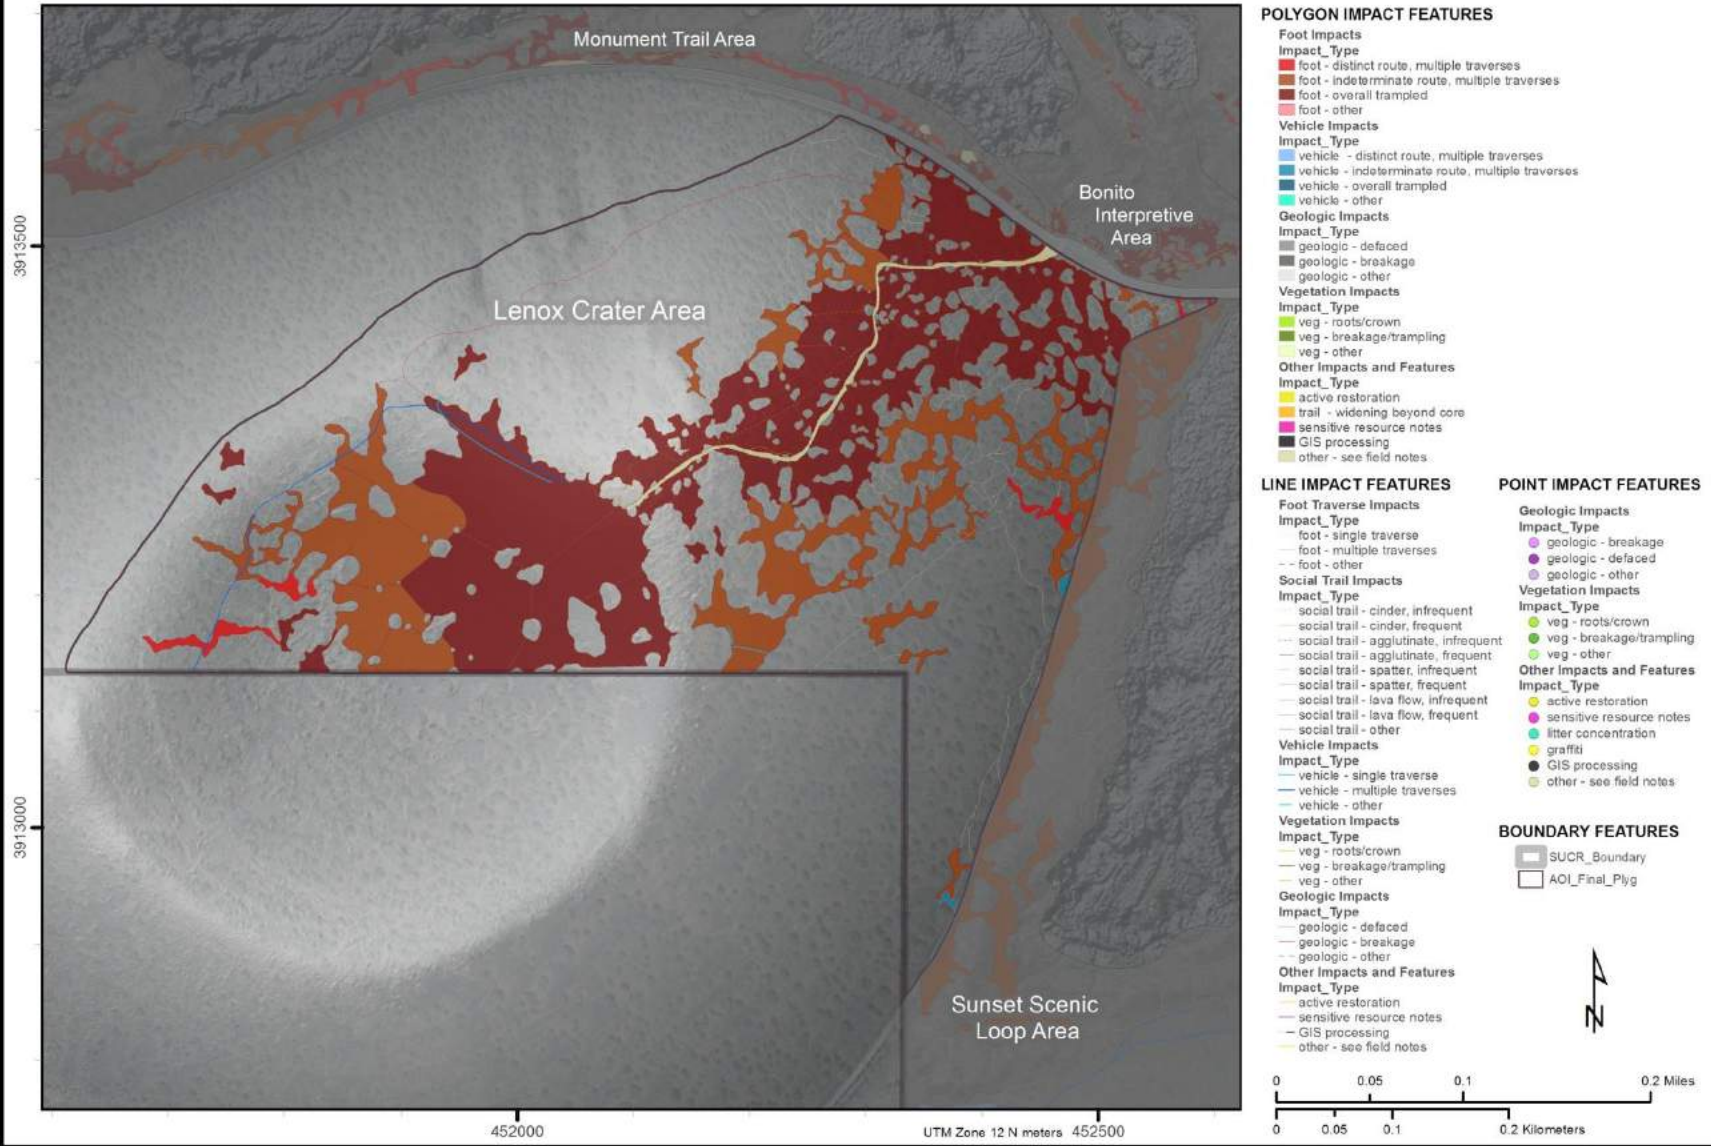 Monument Trail Area
Bonito
Interpretive
Area
Lenox Crater Area
Sunset Scenic
Loop Area
3913500
3913000
452000
UTM Zone 12 N meters
452500
POLYGON IMPACT FEATURES
Foot Impacts
Impact_Type
foot - distinct route, multiple traverses
foot - indeterminate route, multiple traverses
foot - overall trampled
foot - other
Vehicle Impacts
Impact_Type
vehicle - distinct route, multiple traverses
vehicle - indeterminate route, multiple traverses
vehicle - overall trampled
vehicle - other
Geologic Impacts
Impact_Type
geologic - defaced
geologic - breakage
geologic - other
Vegetation Impacts
Impact_Type
veg - roots/crown
veg - breakage/trampling
veg - other
Other Impacts and Features
Impact_Type
active restoration
trail - widening beyond core
sensitive resource notes
GIS processing
other - see field notes
LINE IMPACT FEATURES
Foot Traverse Impacts
Impact_Type
foot - single traverse
foot - multiple traverses
foot - other
Social Trail Impacts
Impact_Type
social trail - cinder, infrequent
social trail - cinder, frequent
social trail - agglutinate, infrequent
social trail - agglutinate, frequent
social trail - spatter, infrequent
social trail - spatter, frequent
social trail - lava flow, infrequent
social trail - lava flow, frequent
social trail - other
Vehicle Impacts
Impact_Type
vehicle - single traverse
vehicle - multiple traverses
vehicle - other
Vegetation Impacts
Impact_Type
veg - roots/crown
veg - breakage/trampling
veg - other
Geologic Impacts
Impact_Type
geologic - defaced
geologic - breakage
geologic - other
Other Impacts and Features
Impact_Type
active restoration
sensitive resource notes
GIS processing
other - see field notes
POINT IMPACT FEATURES
Geologic Impacts
Impact_Type
geologic - breakage
geologic - defaced
geologic - other
Vegetation Impacts
Impact_Type
veg - roots/crown
veg - breakage/trampling
veg - other
Other Impacts and Features
Impact_Type
active restoration
sensitive resource notes
litter concentration
graffiti
GIS processing
other - see field notes
BOUNDARY FEATURES
SUCR_Boundary
AOI_Final_Plyg
N
0 0.05 0.1 0.2 Miles
0 0.05 0.1 0.2 Kilometers